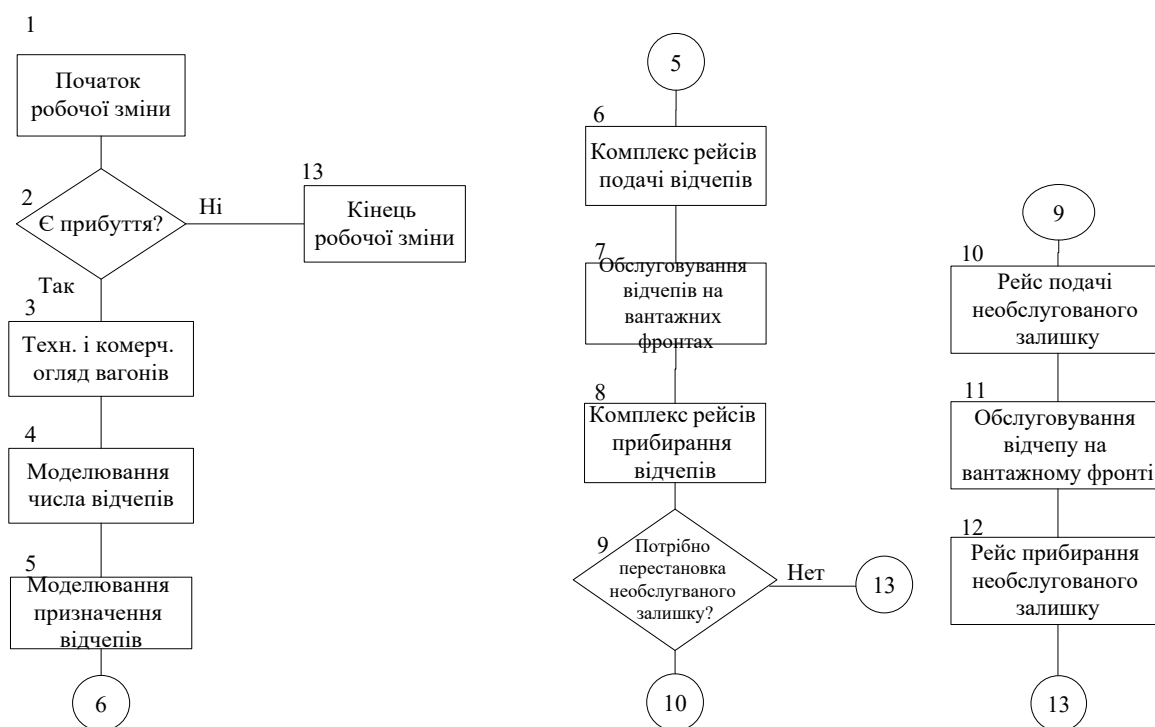 1
Початок
робочої зміни
2
Є прибуття?
Ні
13
Кінець
робочої зміни
Так
3
Техн. і комерч.
огляд вагонів
4
Моделювання
числа відчепів
5
Моделювання
призначення
відчепів
6
5
6
Комплекс рейсів
подачі відчепів
7
Обслуговування
відчепів на
вантажних
фронтах
8
Комплекс рейсів
прибирання
відчепів
9
Потрібно
перестановка
необслугваного
залишку?
Нет
13
10
9
10
Рейс подачі
необслугованого
залишку
11
Обслуговування
відчепу на
вантажному фронті
12
Рейс прибирання
необслугованого
залишку
13